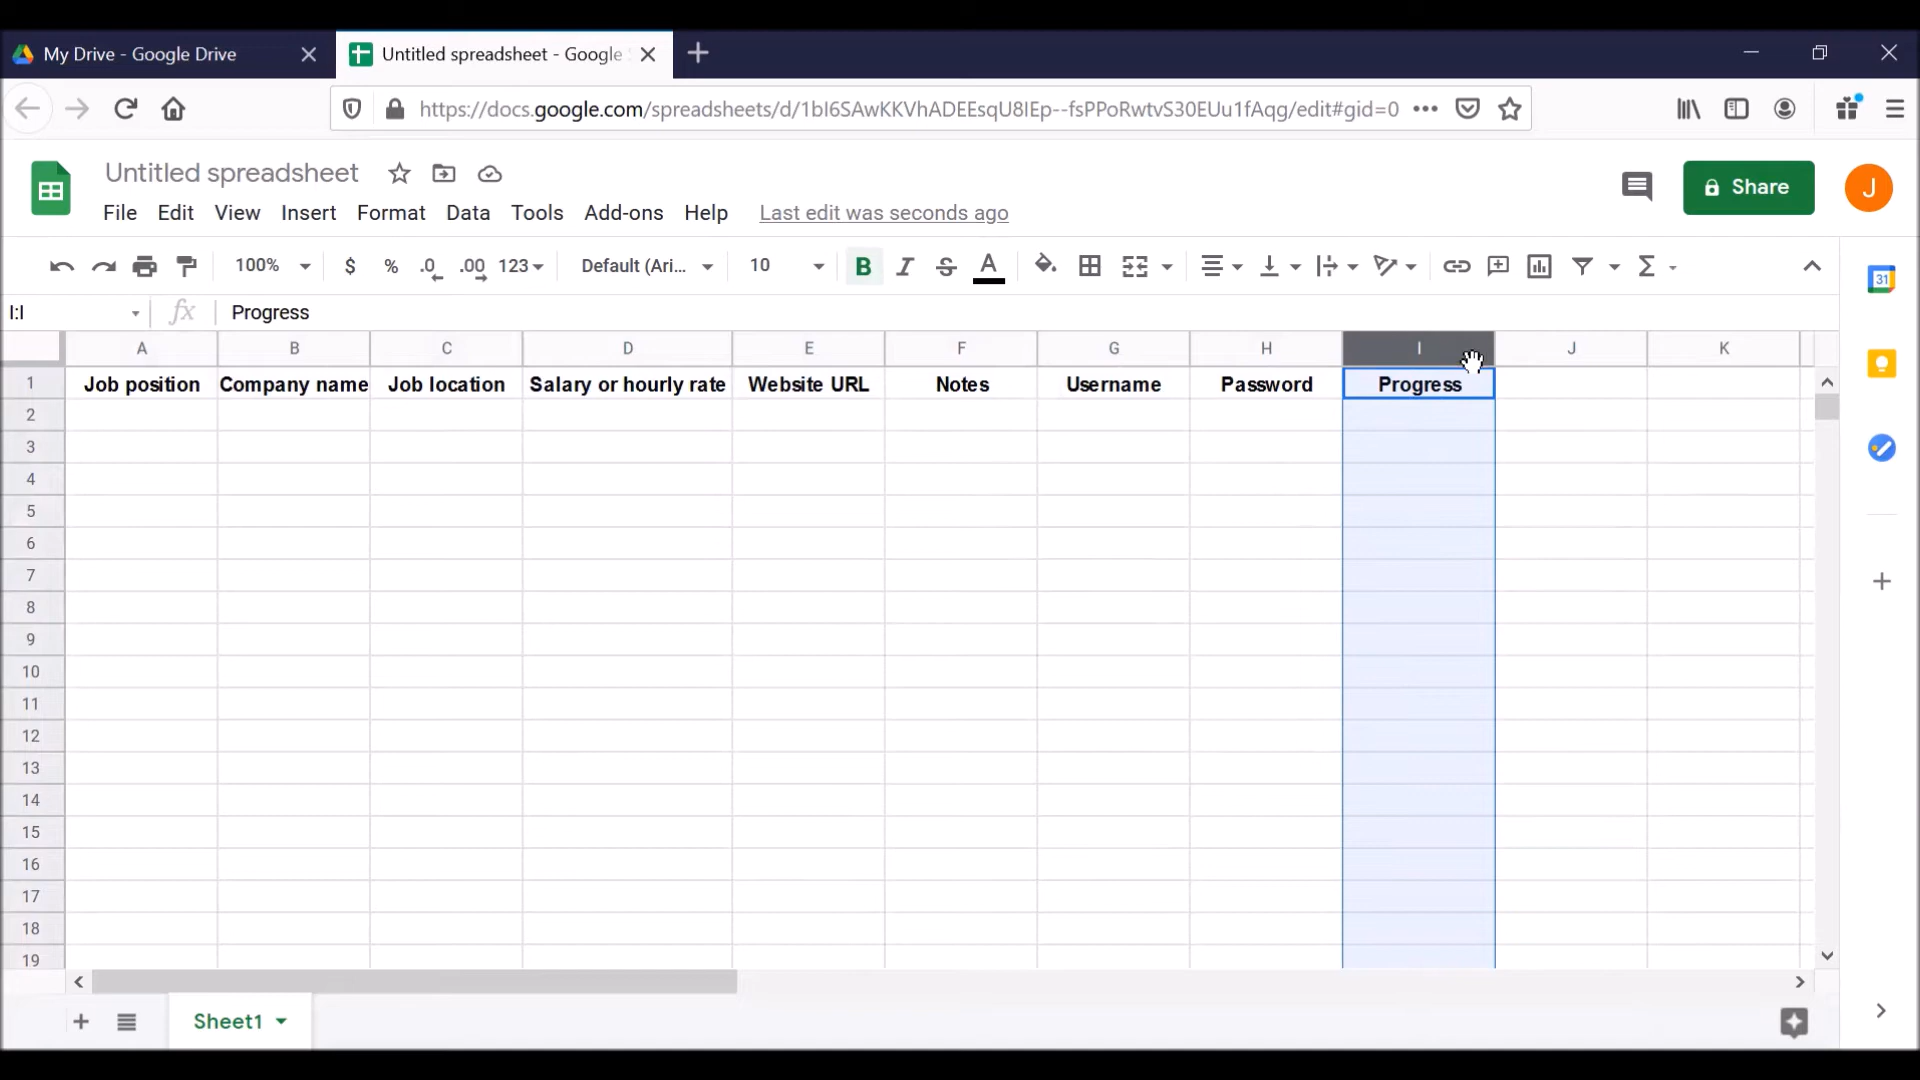 My Drive - Google Drive
Untitled spreadsheet - Google
https://docs.google.com/spreadsheets/d/1bI6SAwKKVhADEEsqU8IEp--fsPPoRwtvS30EUu1fAqg/edit#gid=0
Untitled spreadsheet
Share
J
File Edit View Insert Format Data Tools Add-ons Help Last edit was seconds ago
100% $ % .0 .00 123 Default (Ari... 10 B I S A Σ
31
I:I fx Progress
A B C D E F G H I J K
1 Job position Company name Job location Salary or hourly rate Website URL Notes Username Password Progress
2
3
4
5
6
7
8
9
10
11
12
13
14
15
16
17
18
19
Sheet1